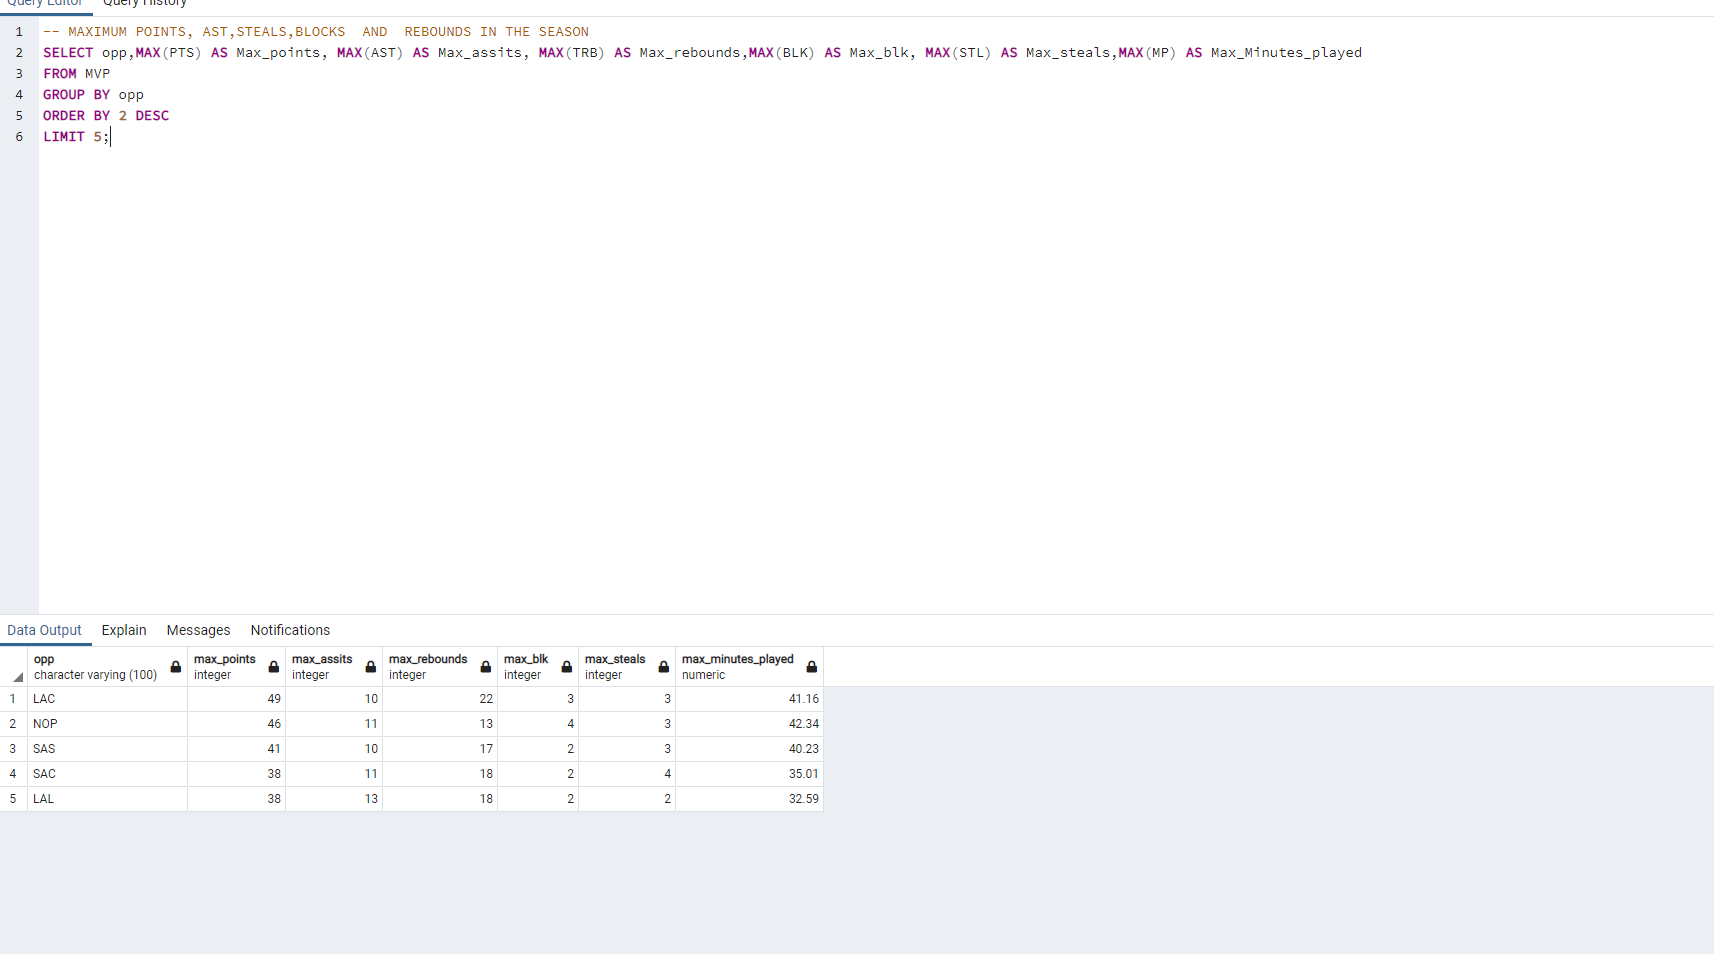 Query Editor Query History
1 -- MAXIMUM POINTS, AST,STEALS,BLOCKS  AND  REBOUNDS IN THE SEASON
2 SELECT opp,MAX(PTS) AS Max_points, MAX(AST) AS Max_assits, MAX(TRB) AS Max_rebounds,MAX(BLK) AS Max_blk, MAX(STL) AS Max_steals,MAX(MP) AS Max_Minutes_played
3 FROM MVP
4 GROUP BY opp
5 ORDER BY 2 DESC
6 LIMIT 5;
Data Output Explain Messages Notifications
opp max_points max_assits max_rebounds max_blk max_steals max_minutes_played
character varying (100) integer integer integer integer integer numeric
1 LAC 49 10 22 3 3 41.16
2 NOP 46 11 13 4 3 42.34
3 SAS 41 10 17 2 3 40.23
4 SAC 38 11 18 2 4 35.01
5 LAL 38 13 18 2 2 32.59